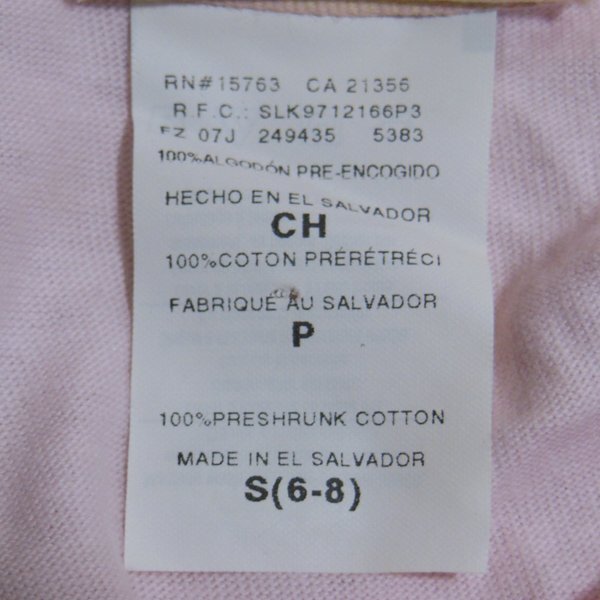 RN#15763 CA 21356
R.F.C.: SLK9712166P3
FZ 07J 249435 5383
100%ALGODÓN PRE-ENCOGIDO
HECHO EN EL SALVADOR
CH
100%COTON PRÉRÉTRÉCI
FABRIQUÉ AU SALVADOR
P
100%PRESHRUNK COTTON
MADE IN EL SALVADOR
S(6-8)